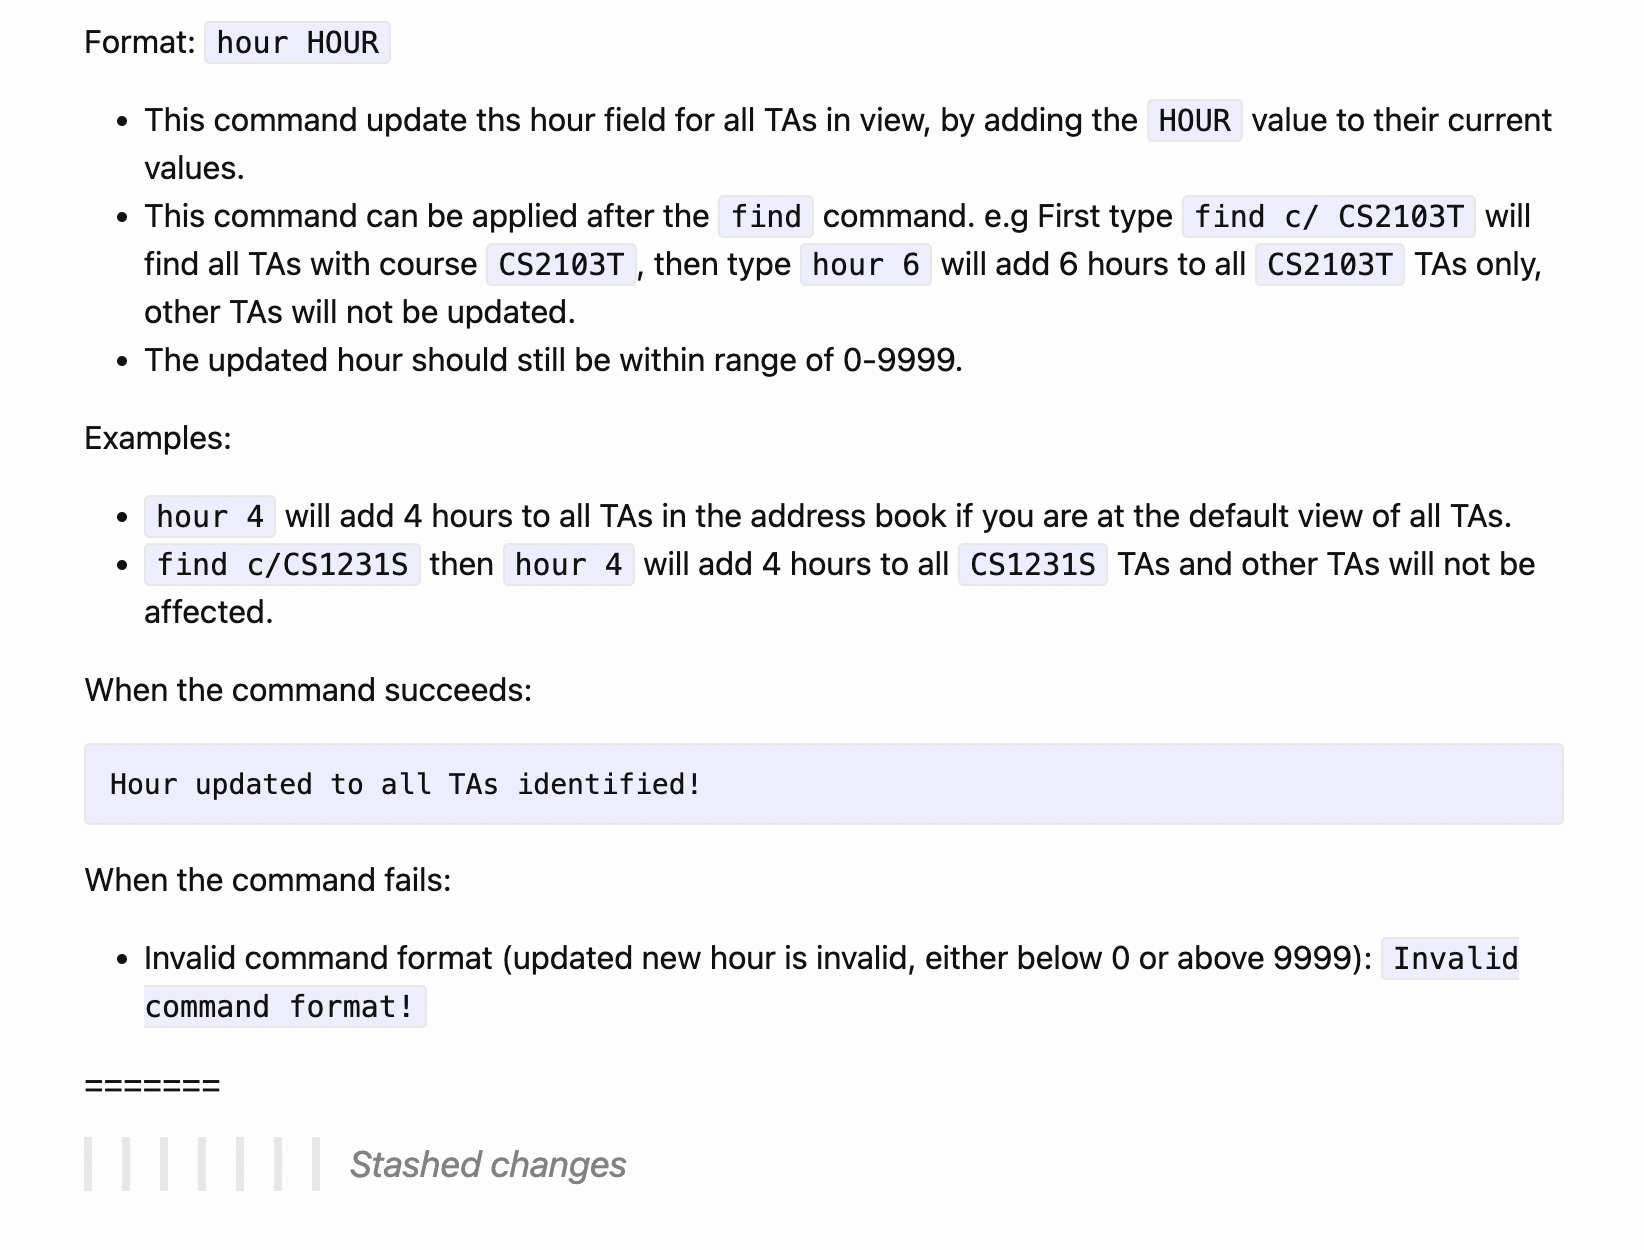 Format: hour HOUR
• This command update ths hour field for all TAs in view, by adding the HOUR value to their current
values.
• This command can be applied after the find command. e.g First type find c/ CS2103T will
find all TAs with course CS2103T, then type hour 6 will add 6 hours to all CS2103T TAs only,
other TAs will not be updated.
• The updated hour should still be within range of 0-9999.
Examples:
• hour 4 will add 4 hours to all TAs in the address book if you are at the default view of all TAs.
• find c/CS1231S then hour 4 will add 4 hours to all CS1231S TAs and other TAs will not be
affected.
When the command succeeds:
Hour updated to all TAs identified!
When the command fails:
• Invalid command format (updated new hour is invalid, either below 0 or above 9999): Invalid
command format!
=======
Stashed changes